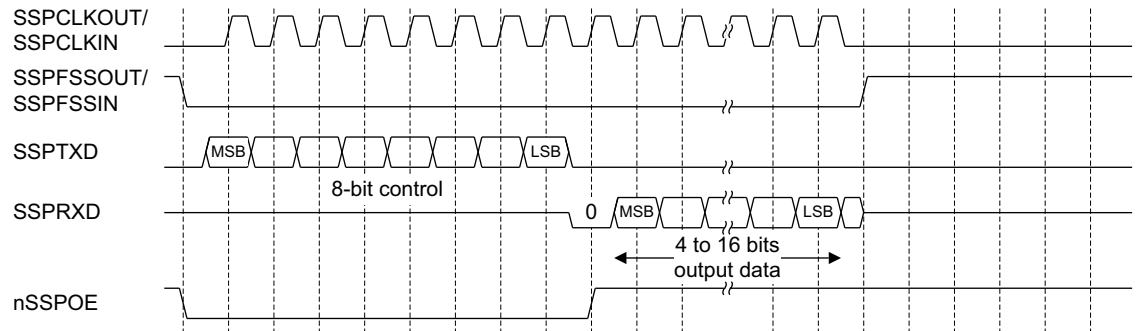 SSPCLKOUT/
SSPCLKIN
SSPFSSOUT/
SSPFSSIN
SSPTXD
MSB
LSB
8-bit control
SSPRXD
0
MSB
LSB
4 to 16 bits
output data
nSSPOE